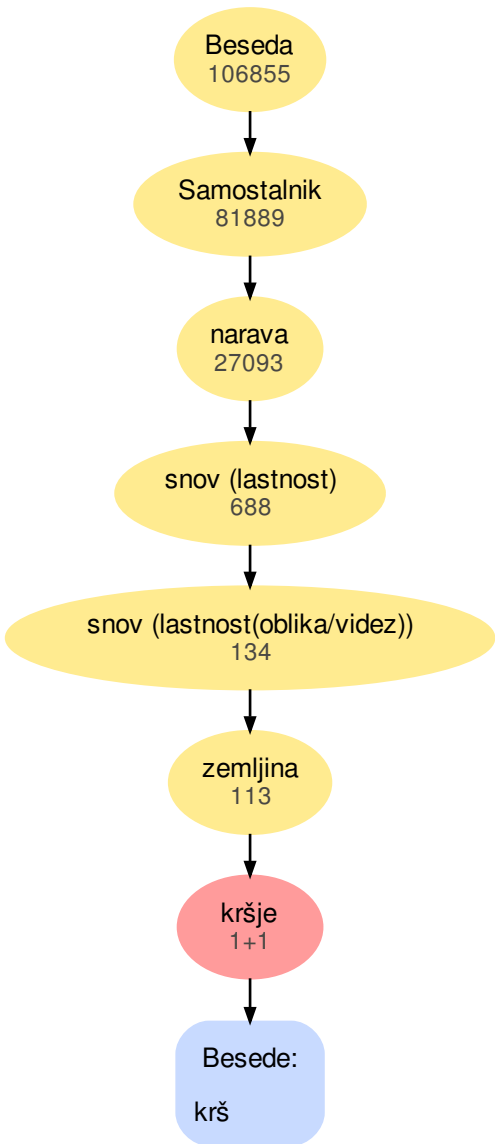 Beseda
106855
Samostalnik
81889
narava
27093
snov (lastnost)
688
snov (lastnost(oblika/videz))
134
zemljina
113
kršje
1+1
Besede:
krš